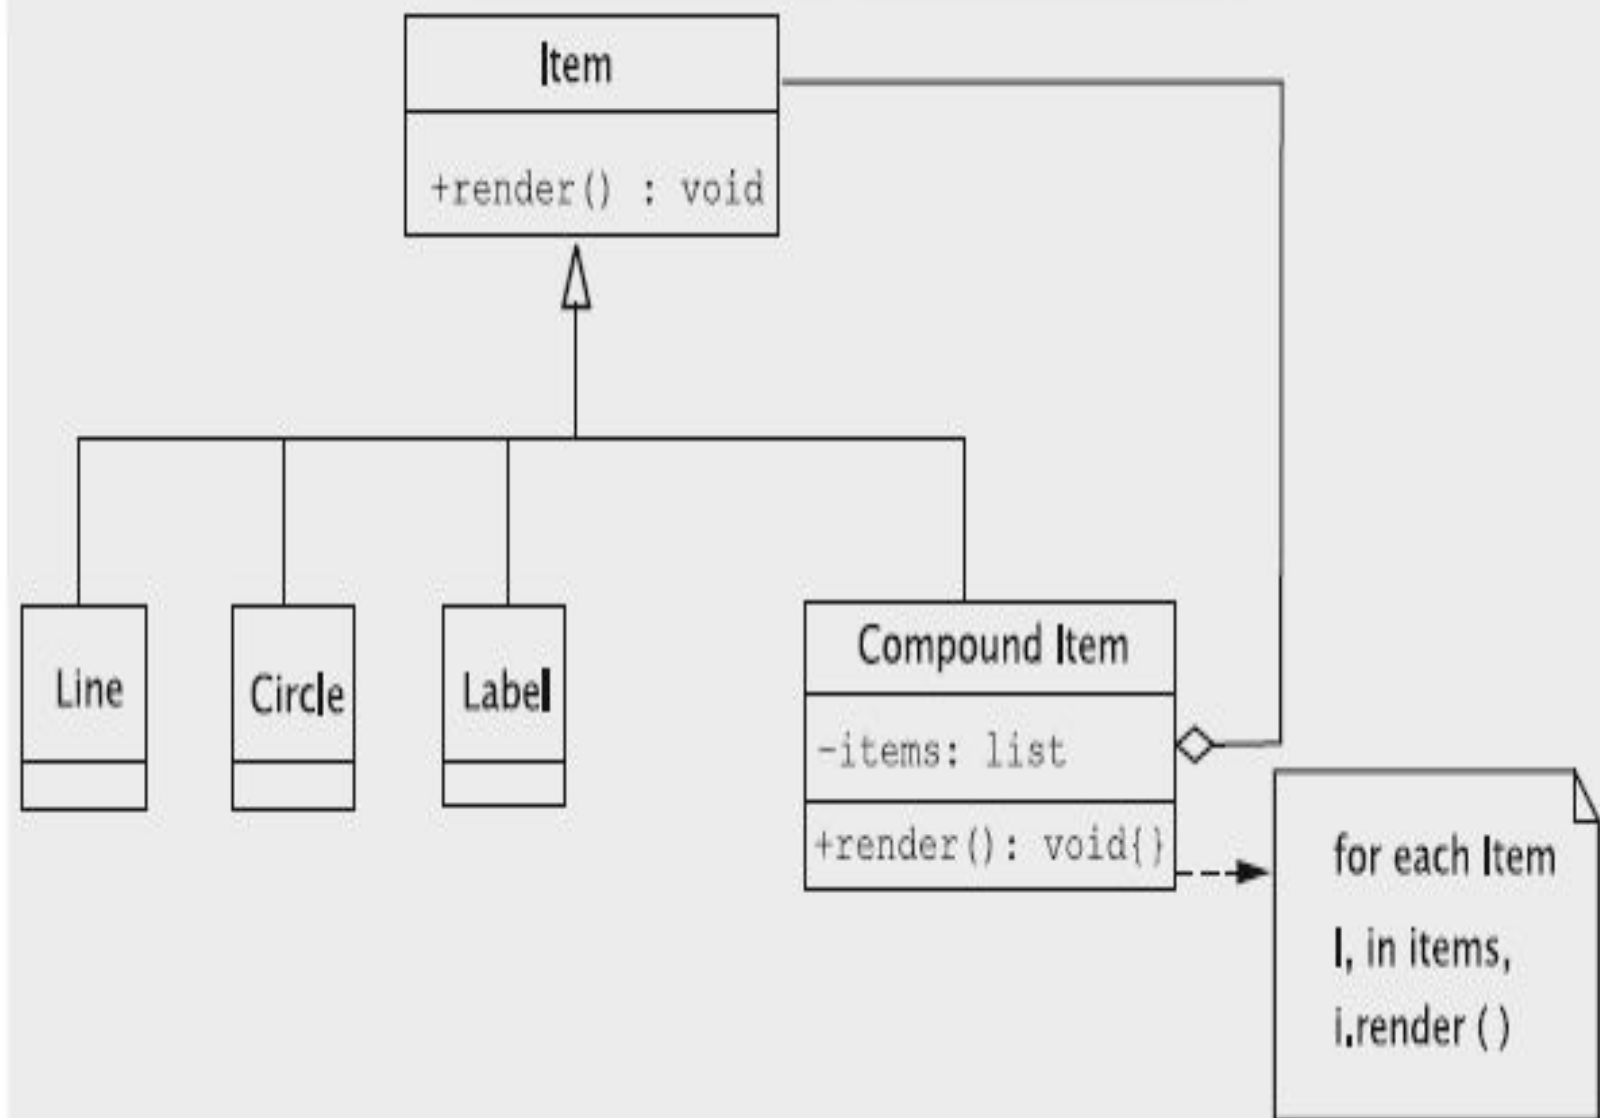 Item
+render() : void
Line
Circle
Label
Compound Item
-items: list
+render(): void{}
for each Item
I, in items,
i.render ( )